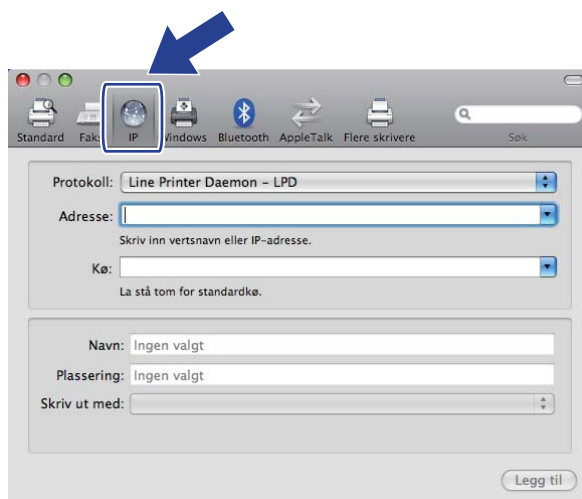 Standard Faks IP Windows Bluetooth AppleTalk Flere skrivere Søk
Protokoll: Line Printer Daemon – LPD
Adresse:
Skriv inn vertsnavn eller IP-adresse.
Kø:
La stå tom for standardkø.
Navn: Ingen valgt
Plassering: Ingen valgt
Skriv ut med:
Legg til